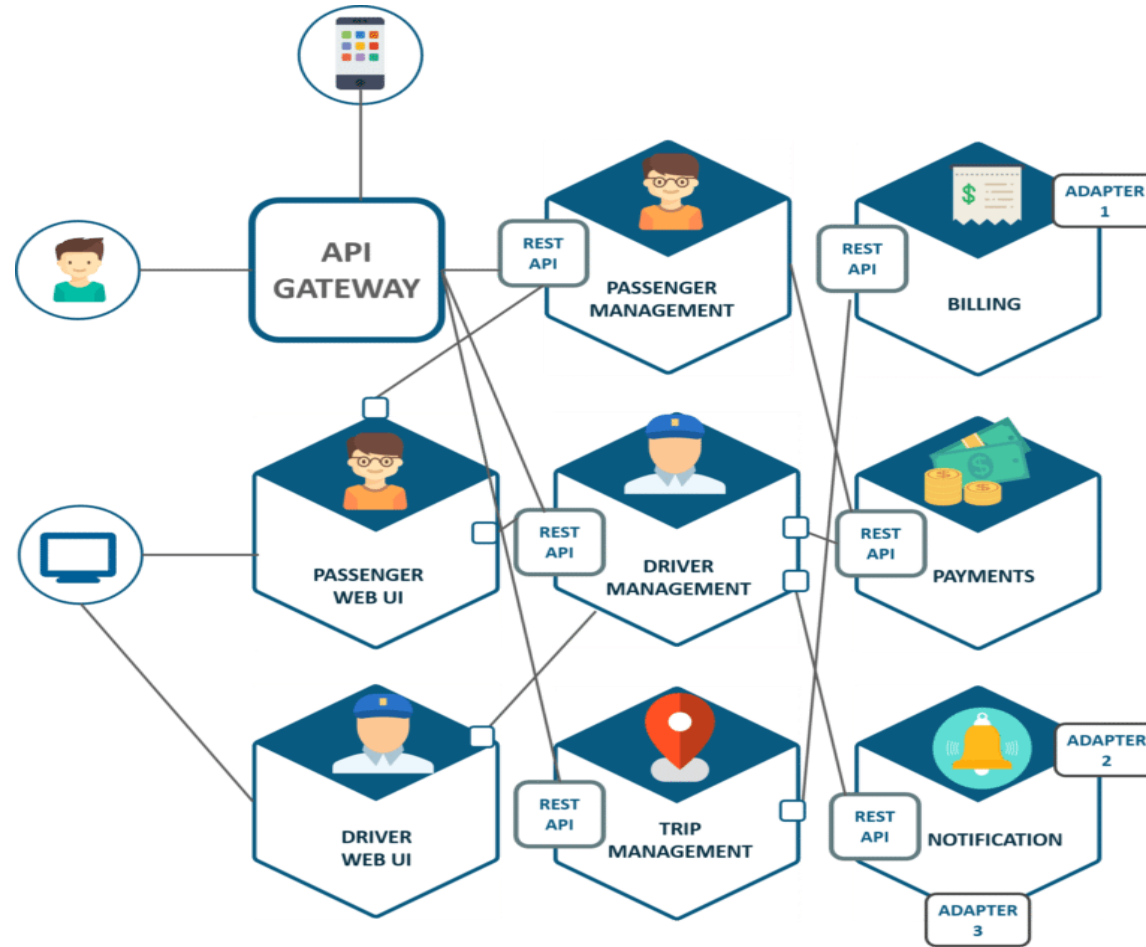 API
GATEWAY
REST
API
PASSENGER
MANAGEMENT
REST
API
BILLING
ADAPTER
1
PASSENGER
WEB UI
REST
API
DRIVER
MANAGEMENT
REST
API
PAYMENTS
DRIVER
WEB UI
REST
API
TRIP
MANAGEMENT
REST
API
NOTIFICATION
ADAPTER
2
ADAPTER
3